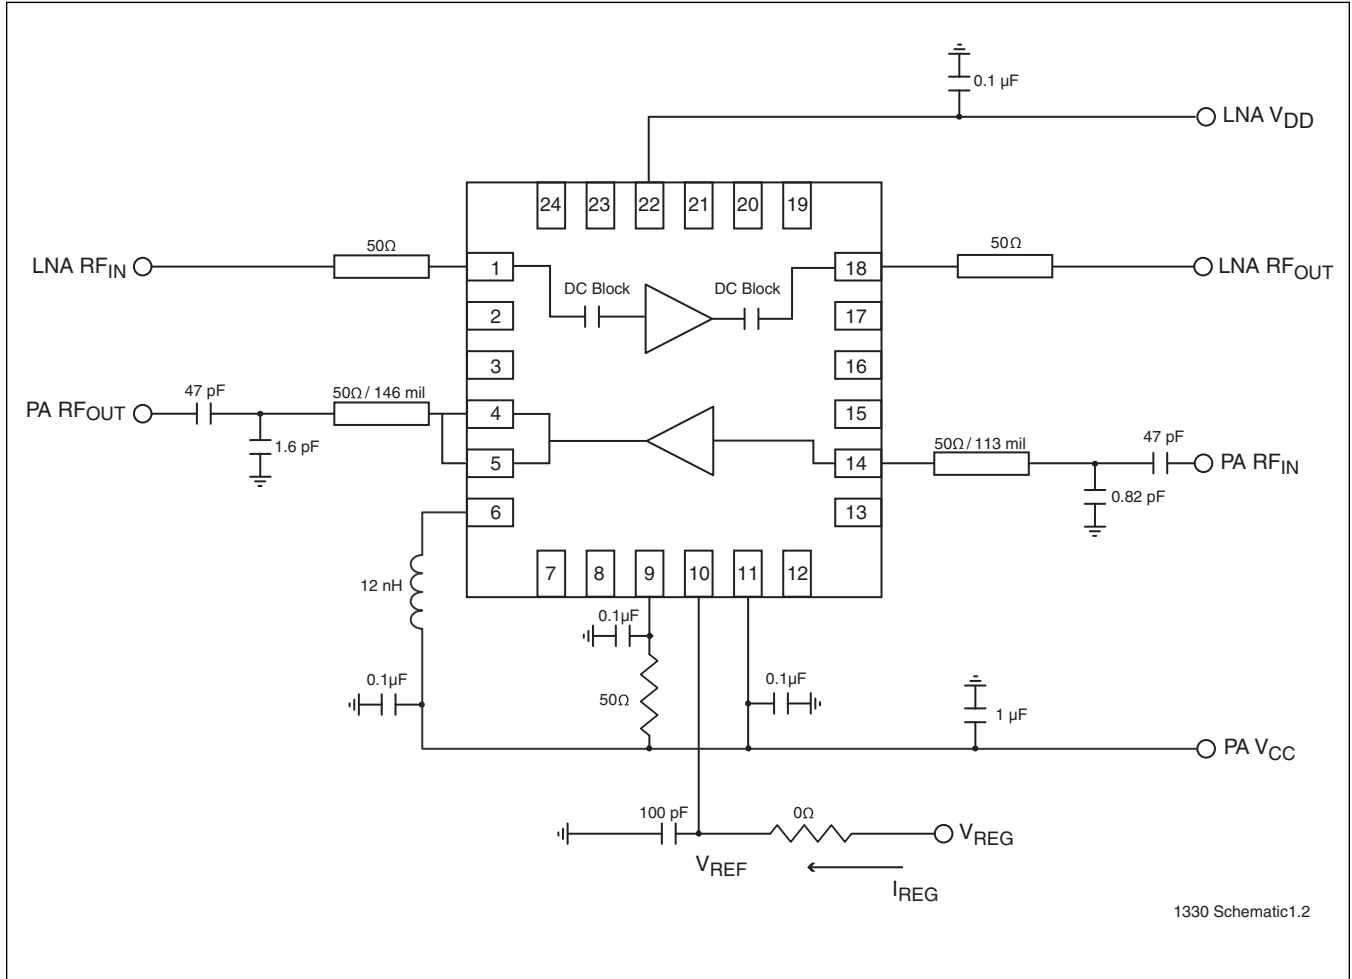 0.1 µF
LNA VDD
24 23 22 21 20 19
LNA RFIN
50Ω
1
DC Block
DC Block
18
50Ω
LNA RFOUT
2
17
3
16
PA RFOUT
47 pF
1.6 pF
50Ω / 146 mil
4
15
5
14
50Ω / 113 mil
47 pF
0.82 pF
PA RFIN
6
13
12 nH
7 8 9 10 11 12
0.1µF
0.1µF
50Ω
0.1µF
1 µF
PA VCC
100 pF
0Ω
VREG
VREF
IREG
1330 Schematic1.2